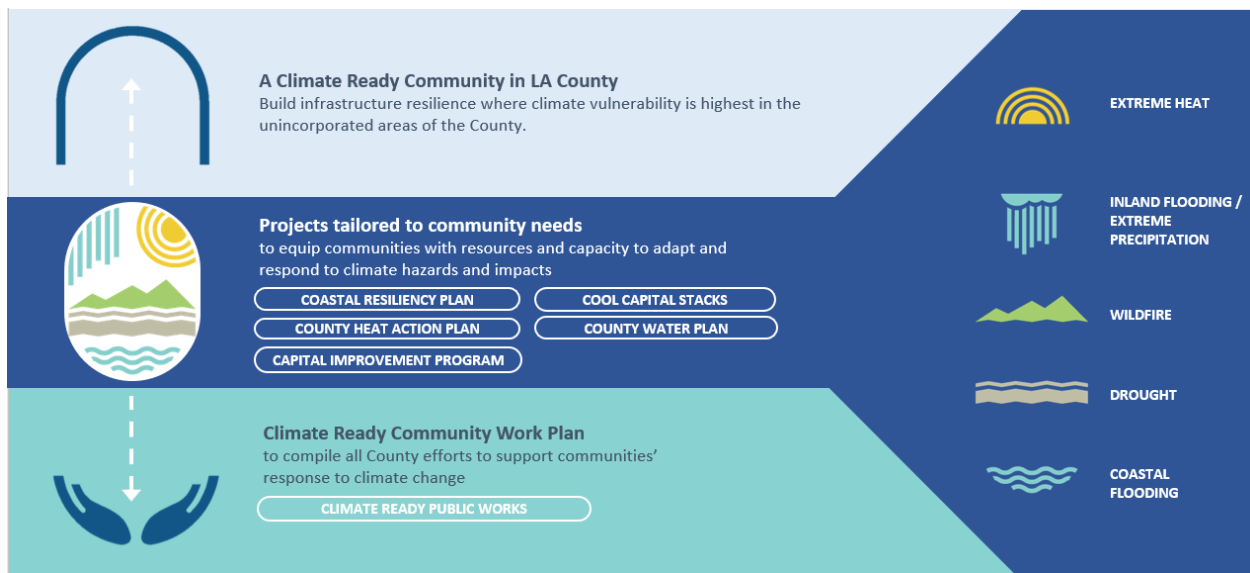 A Climate Ready Community in LA County
Build infrastructure resilience where climate vulnerability is highest in the
unincorporated areas of the County.
Projects tailored to community needs
to equip communities with resources and capacity to adapt and
respond to climate hazards and impacts
COASTAL RESILIENCY PLAN
COOL CAPITAL STACKS
COUNTY HEAT ACTION PLAN
COUNTY WATER PLAN
CAPITAL IMPROVEMENT PROGRAM
Climate Ready Community Work Plan
to compile all County efforts to support communities’
response to climate change
CLIMATE READY PUBLIC WORKS
EXTREME HEAT
INLAND FLOODING /
EXTREME
PRECIPITATION
WILDFIRE
DROUGHT
COASTAL
FLOODING